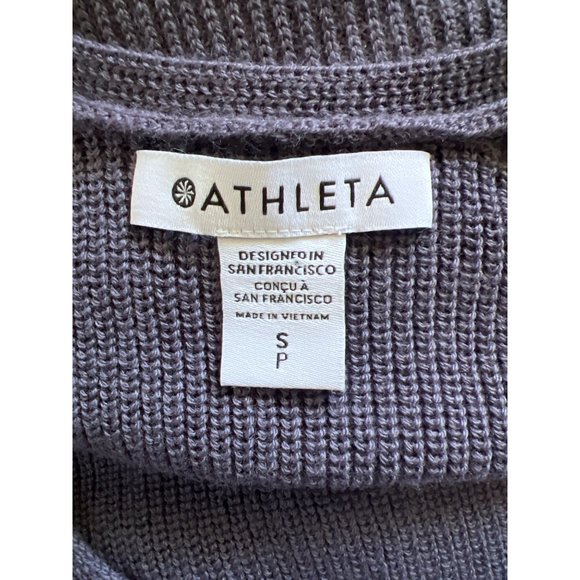 ATHLETA
DESIGNED IN
SAN FRANCISCO
CONÇU À
SAN FRANCISCO
MADE IN VIETNAM
S
P